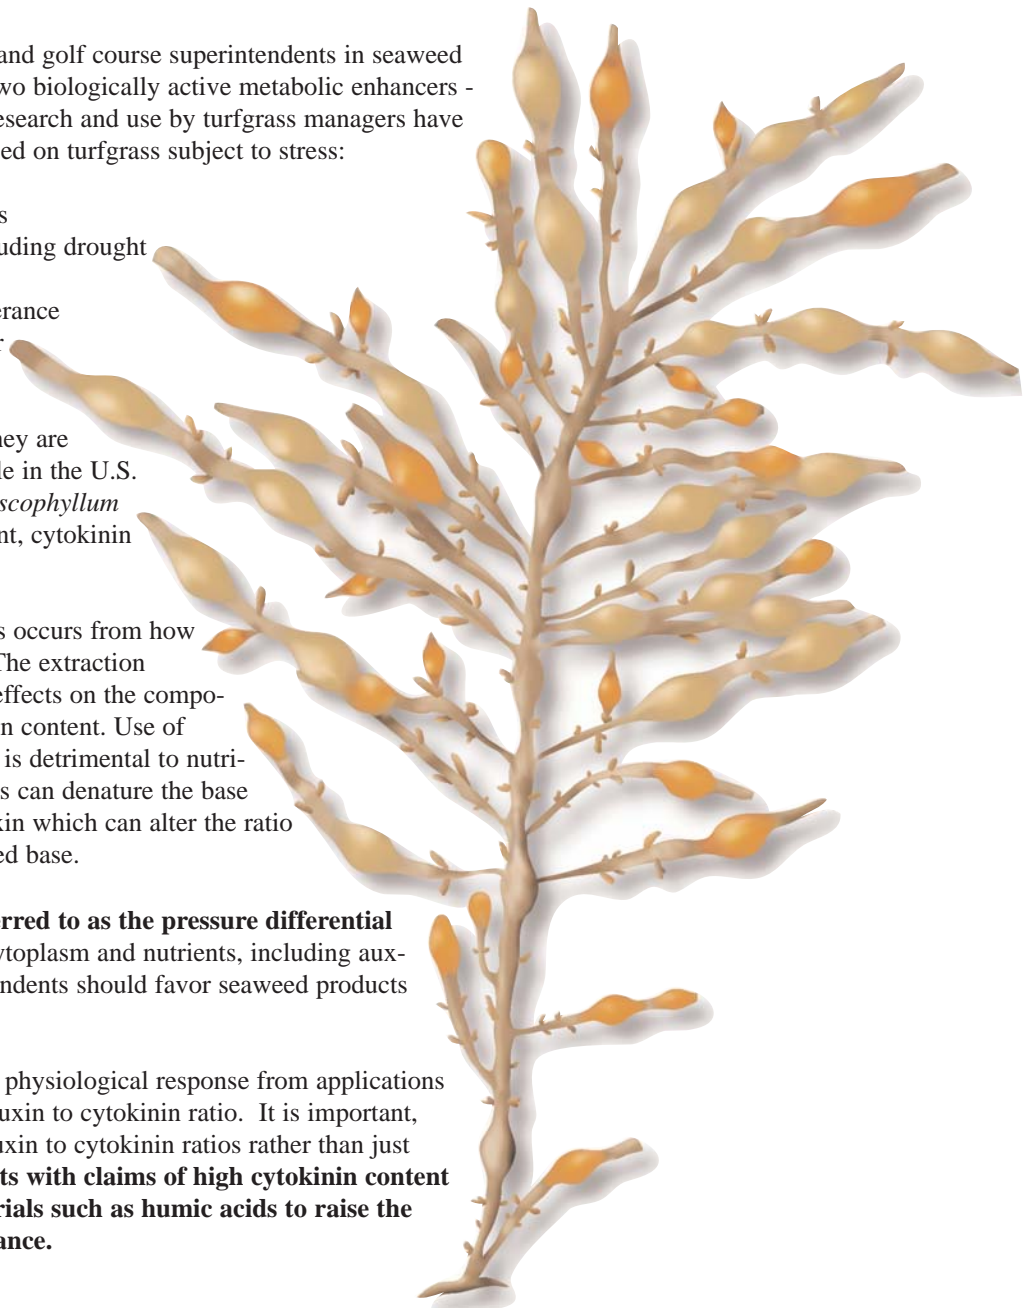 and golf course superintendents in seaweed
two biologically active metabolic enhancers -
research and use by turfgrass managers have
ed on turfgrass subject to stress:
s
uding drought
erance
r
hey are
le in the U.S.
scophyllum
nt, cytokinin
s occurs from how
The extraction
effects on the compo-
n content. Use of
is detrimental to nutri-
s can denature the base
xin which can alter the ratio
ed base.
rred to as the pressure differential
ytoplasm and nutrients, including aux-
ndents should favor seaweed products
physiological response from applications
uxin to cytokinin ratio. It is important,
uxin to cytokinin ratios rather than just
ts with claims of high cytokinin content
rials such as humic acids to raise the
ance.